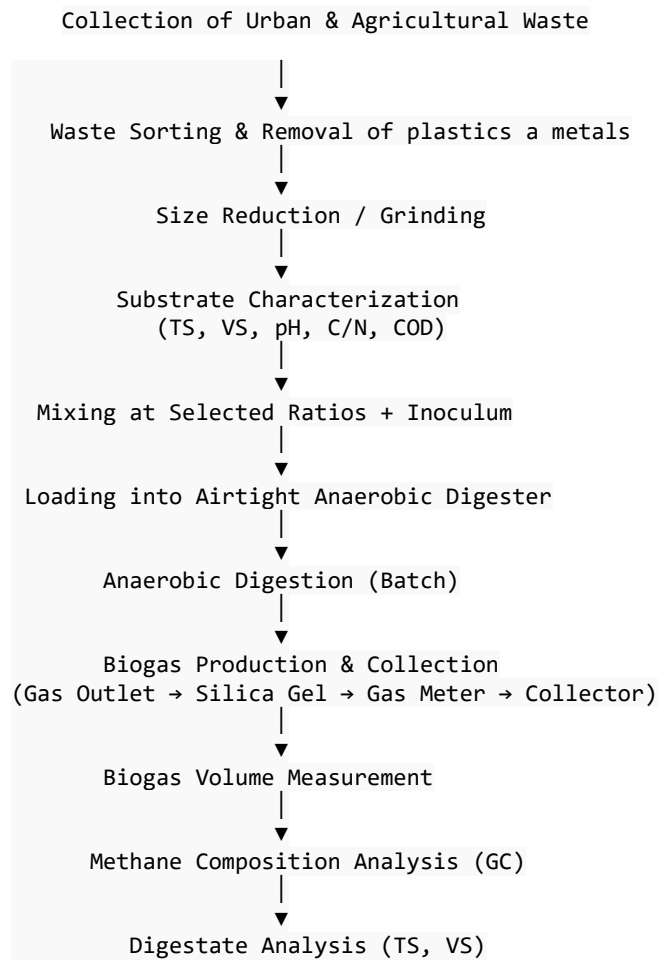 Collection of Urban & Agricultural Waste
Waste Sorting & Removal of plastics a metals
Size Reduction / Grinding
Substrate Characterization
(TS, VS, pH, C/N, COD)
Mixing at Selected Ratios + Inoculum
Loading into Airtight Anaerobic Digester
Anaerobic Digestion (Batch)
Biogas Production & Collection
(Gas Outlet → Silica Gel → Gas Meter → Collector)
Biogas Volume Measurement
Methane Composition Analysis (GC)
Digestate Analysis (TS, VS)